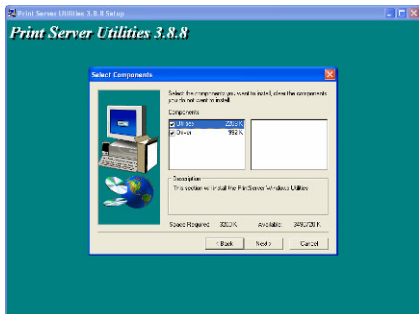 Print Server Utilities 3.8.8 Setup
Print Server Utilities 3.8.8
Select Components
Select the components you want to install, clear the components
you do not want to install.
Components
Utilities 2209 K
Driver 992 K
Description
This section will install the PrintServer Windows Utilities
Space Required: K
Available: K
< Back
Next >
Cancel